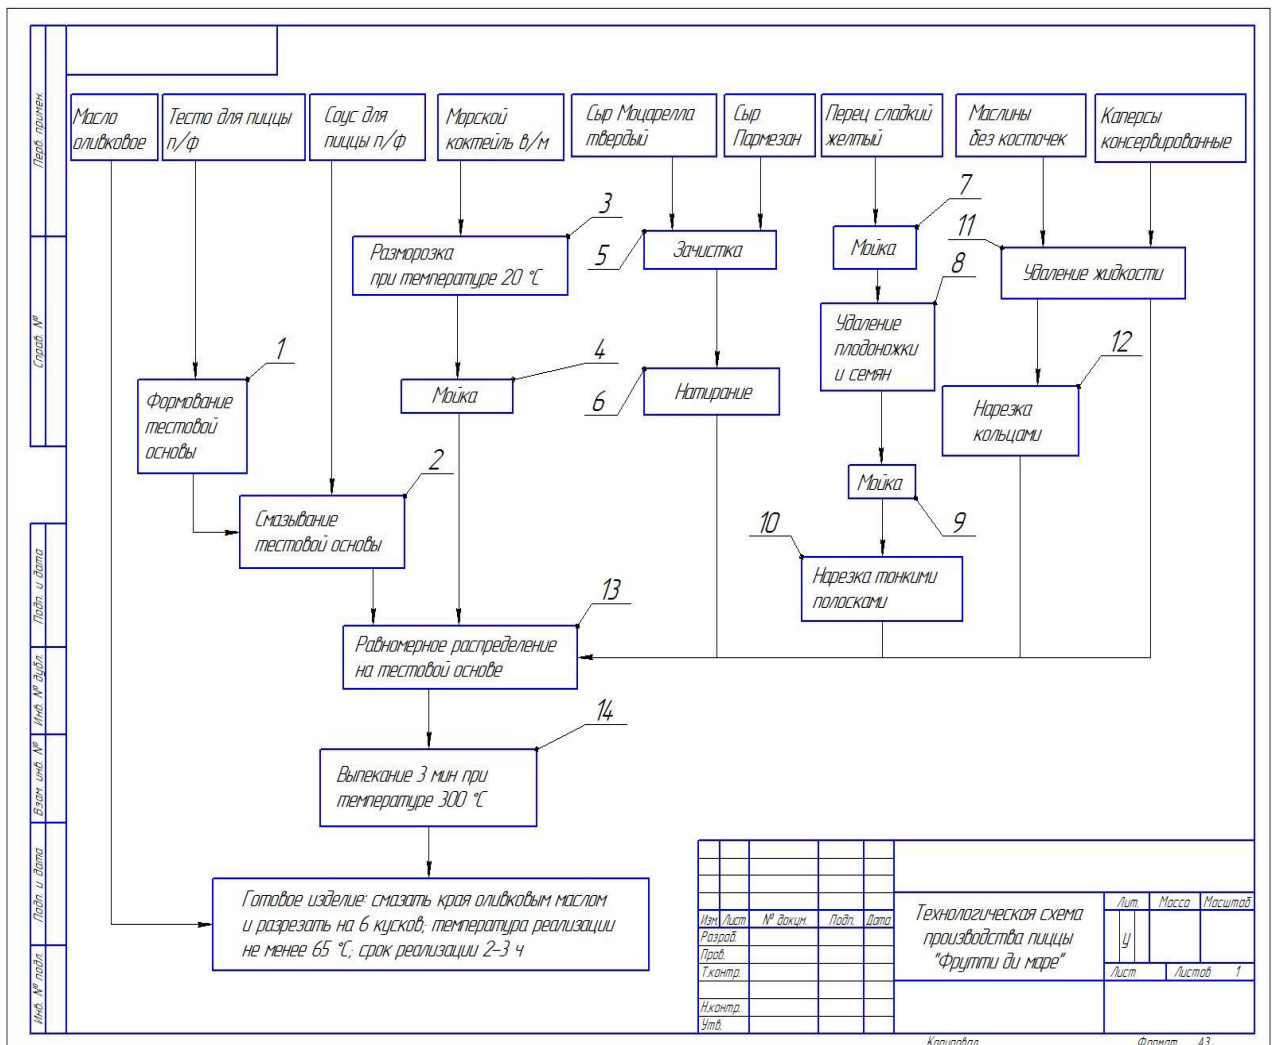 Перв. примен.
Справ. №
Подп. и дата
Инв. № дубл.
Взам. инв. №
Подп. и дата
Инв. № подл.
Масло
оливковое
Тесто для пиццы
п/ф
Соус для
пиццы п/ф
Морской
коктейль в/м
Сыр Моцарелла
твердый
Сыр
Пармезан
Перец сладкий
желтый
Маслины
без косточек
Каперсы
консервированные
3
Разморозка
при температуре 20 °С
5
Зачистка
7
Мойка
11
Удаление жидкости
8
Удаление
плодоножки
и семян
1
Формование
тестовой
основы
4
Мойка
6
Натирание
12
Нарезка
кольцами
2
Смазывание
тестовой основы
Мойка
9
10
Нарезка тонкими
полосками
13
Равномерное распределение
на тестовой основе
14
Выпекание 3 мин при
температуре 300 °С
Готовое изделие: смазать края оливковым маслом
и разрезать на 6 кусков; температура реализации
не менее 65 °С; срок реализации 2-3 ч
Изм. Лист № докум. Подп. Дата
Разраб.
Пров.
Т.контр.
Н.контр.
Утв.
Технологическая схема
производства пиццы
"Фрутти ди маре"
Лит. Масса Масштаб
у
Лист Листов 1
Копировал Формат А3